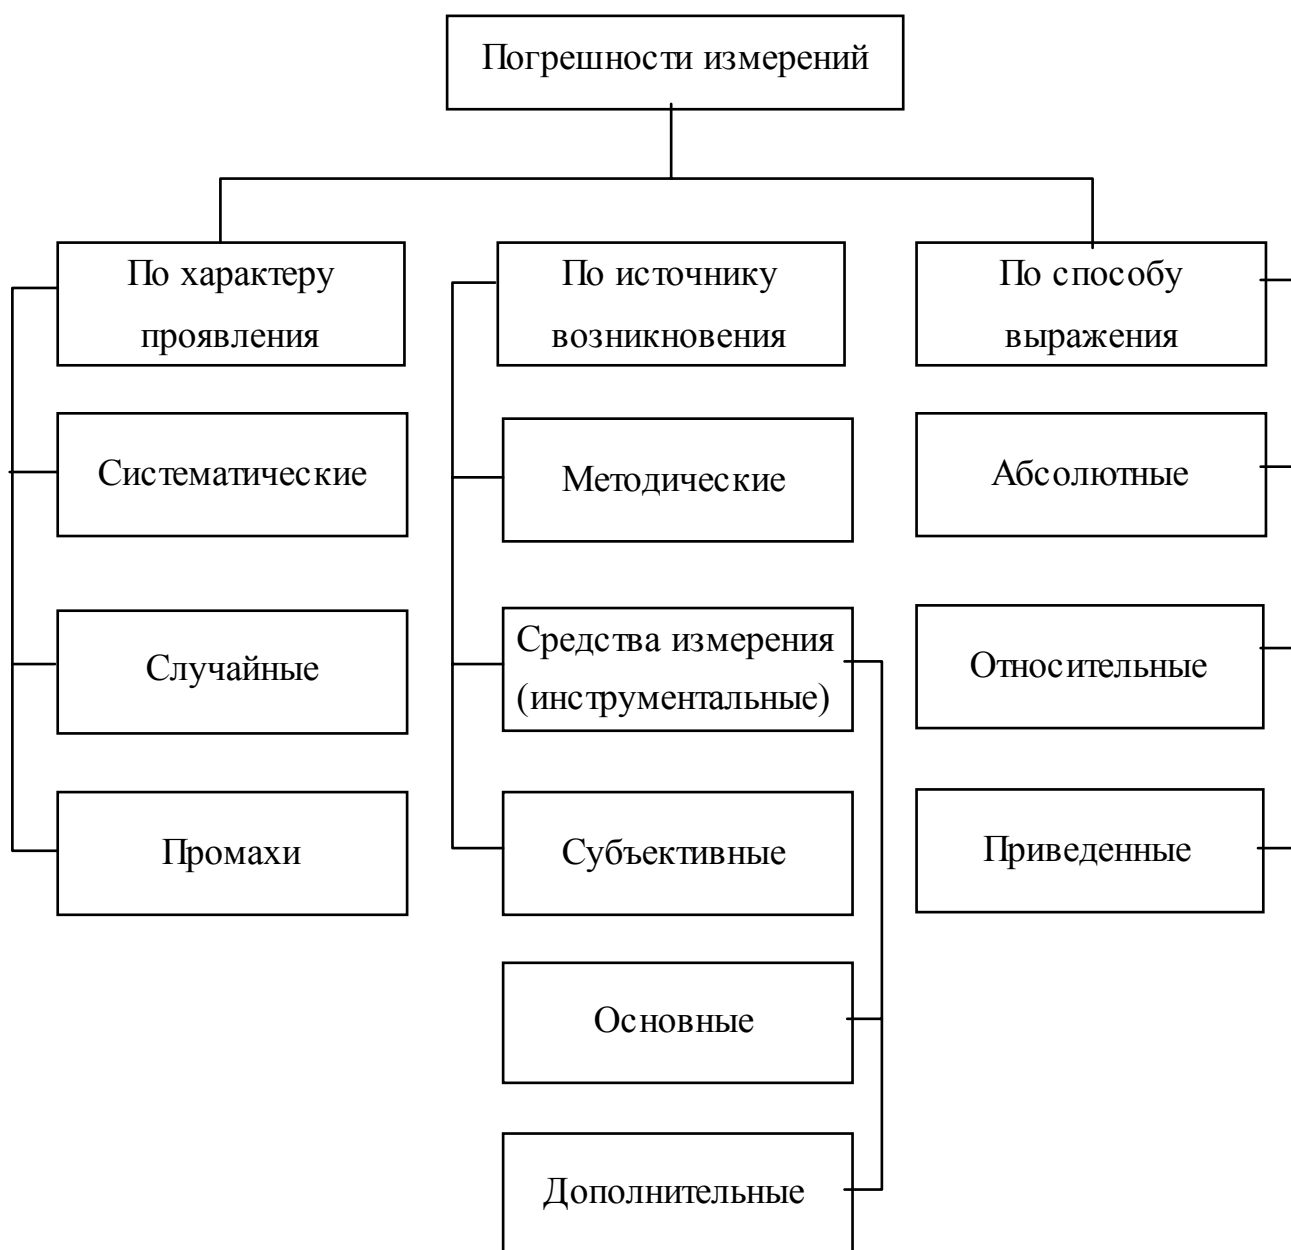 Погрешности измерений
По характеру
проявления
По источнику
возникновения
По способу
выражения
Систематические
Методические
Абсолютные
Случайные
Средства измерения
(инструментальные)
Относительные
Промахи
Субъективные
Приведенные
Основные
Дополнительные